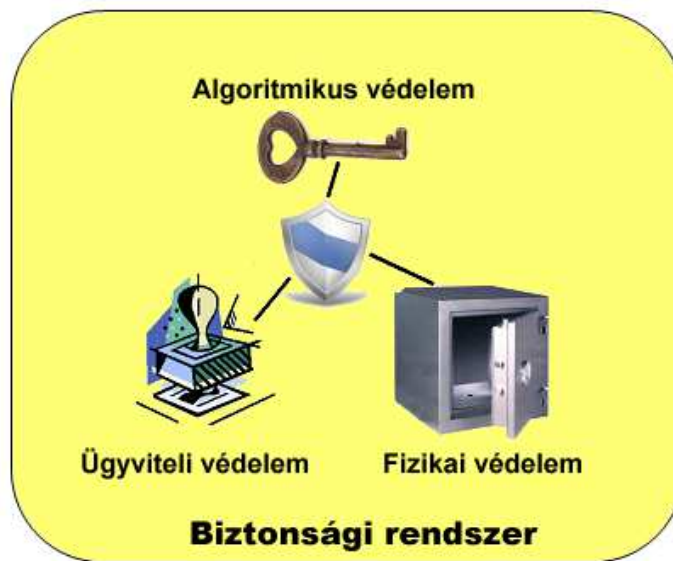 Algoritmikus védelem
Ügyviteli védelem
Fizikai védelem
Biztonsági rendszer